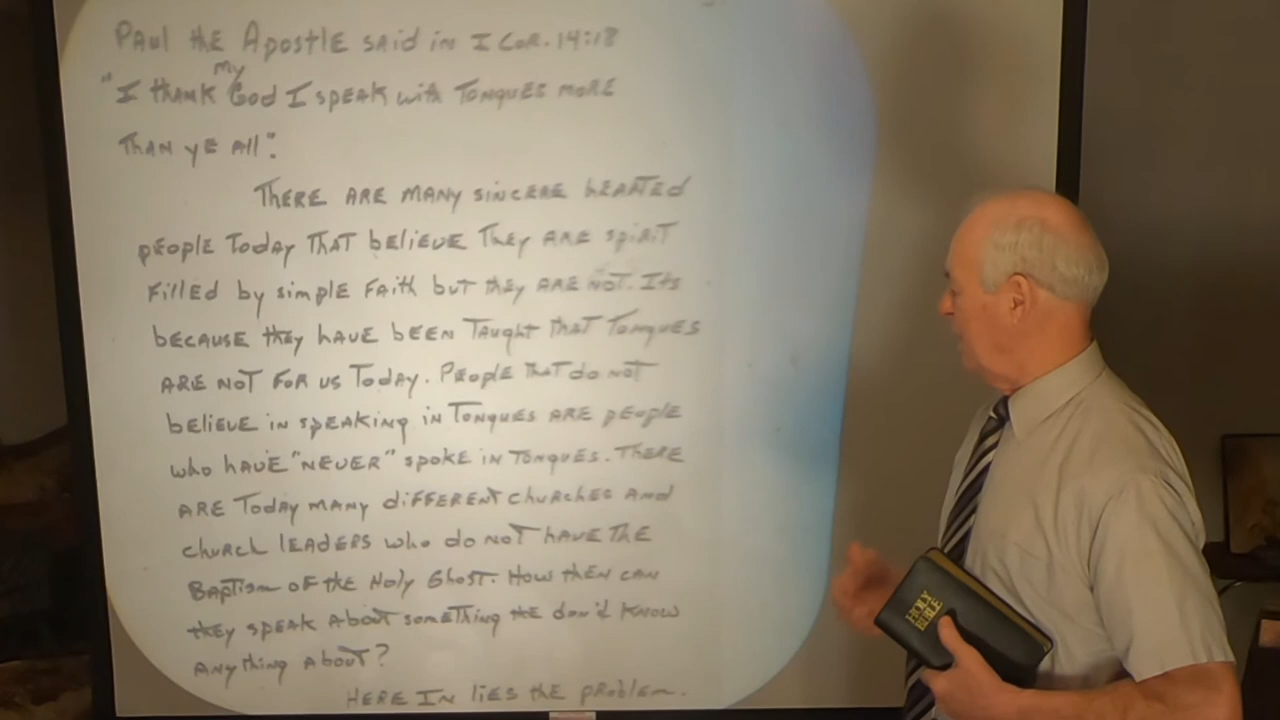 Paul the Apostle said in I Cor. 14:18
"I thank my God I speak with Tongues more
Than ye all".
There are many sincere hearted
people Today that believe They are spirit
filled by simple Faith but they are not. Its
because they have been Taught that Tongues
are not for us Today. People that do not
believe in speaking in Tongues are people
who have "never" spoke in Tongues. There
are Today many different churches and
church leaders who do not have the
Baptism of the Holy Ghost. How then can
they speak about something the don't know
anything about?
Here in lies the problem.
HOLY
BIBLE